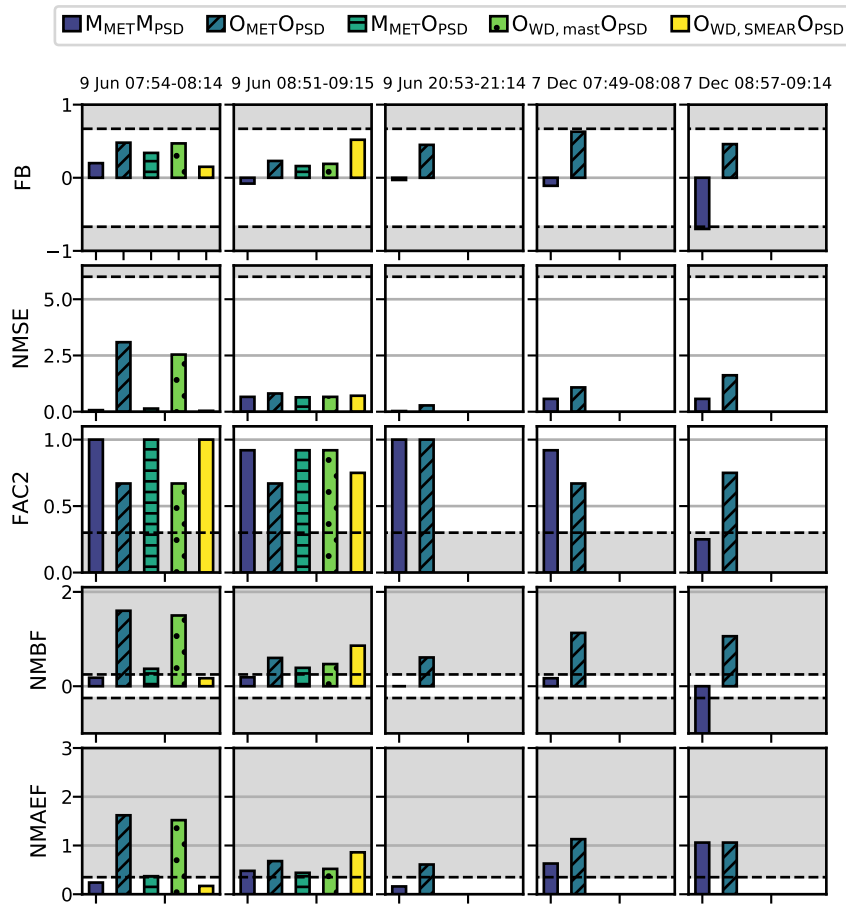 M_MET M_PSD O_MET O_PSD M_MET O_PSD O_WD, mast O_PSD O_WD, SMEAR O_PSD
9 Jun 07:54-08:14 9 Jun 08:51-09:15 9 Jun 20:53-21:14 7 Dec 07:49-08:08 7 Dec 08:57-09:14
FB
1
0
−1
NMSE
5.0
2.5
0.0
FAC2
1.0
0.5
0.0
NMBF
2
0
NMAEF
3
2
1
0